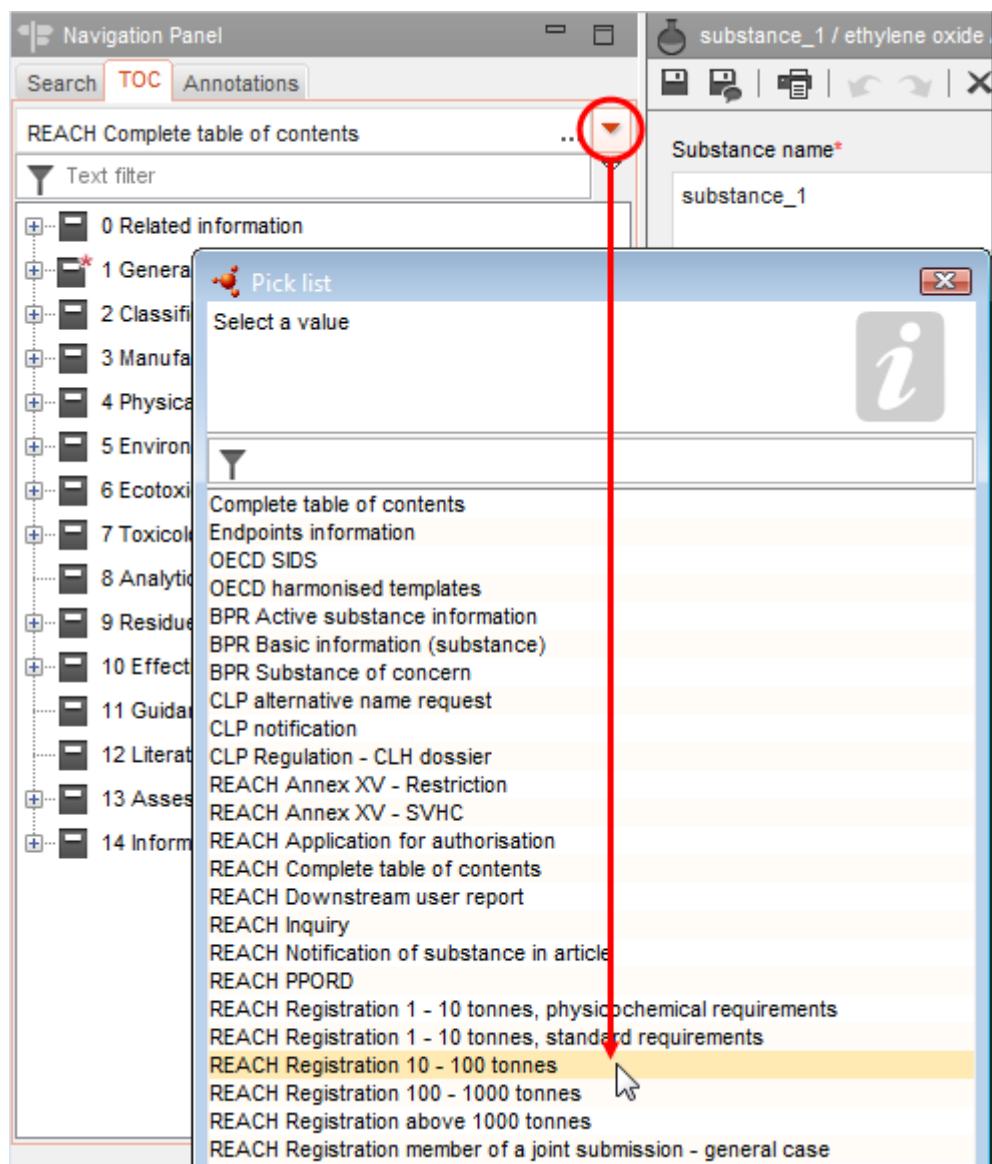 Navigation Panel
substance_1 / ethylene oxide
Search TOC Annotations
REACH Complete table of contents ...
Substance name*
Text filter
substance_1
0 Related information
1 Genera
2 Classifi
3 Manufa
4 Physica
5 Environ
6 Ecotoxi
7 Toxicol
8 Analytic
9 Residue
10 Effect
11 Guidar
12 Literat
13 Asses
14 Inform
Pick list
Select a value
Complete table of contents
Endpoints information
OECD SIDS
OECD harmonised templates
BPR Active substance information
BPR Basic information (substance)
BPR Substance of concern
CLP alternative name request
CLP notification
CLP Regulation - CLH dossier
REACH Annex XV - Restriction
REACH Annex XV - SVHC
REACH Application for authorisation
REACH Complete table of contents
REACH Downstream user report
REACH Inquiry
REACH Notification of substance in article
REACH PPORD
REACH Registration 1 - 10 tonnes, physicochemical requirements
REACH Registration 1 - 10 tonnes, standard requirements
REACH Registration 10 - 100 tonnes
REACH Registration 100 - 1000 tonnes
REACH Registration above 1000 tonnes
REACH Registration member of a joint submission - general case